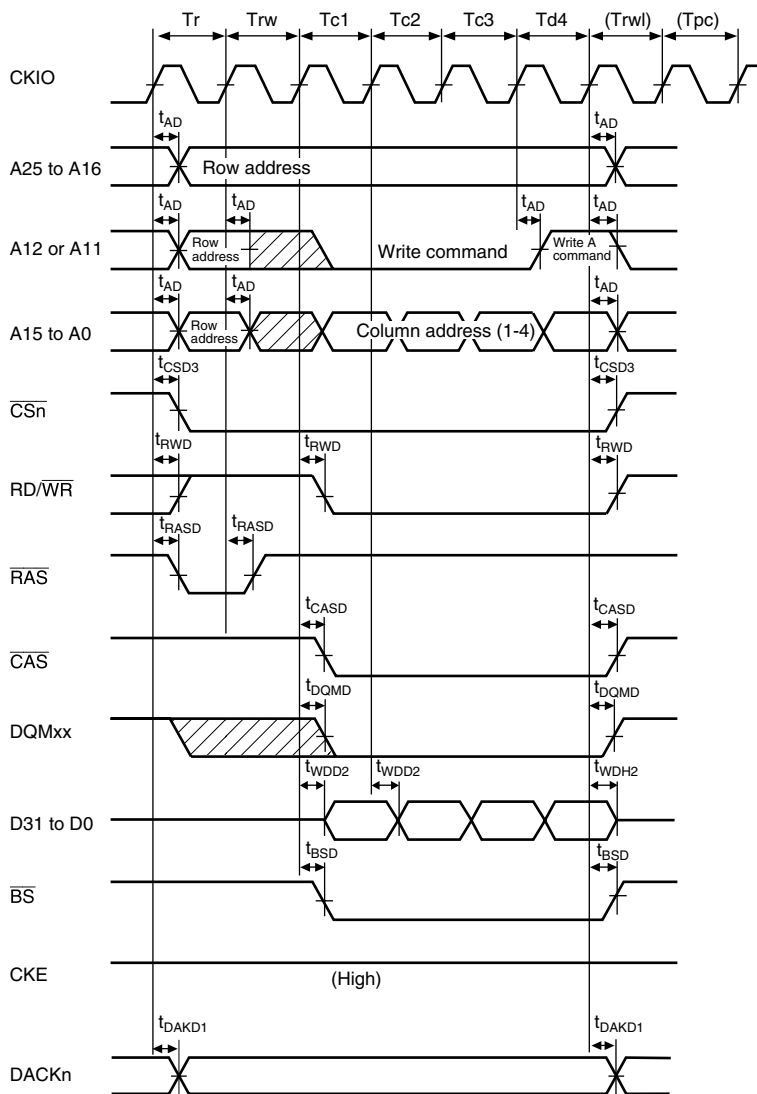 Tr Trw Tc1 Tc2 Tc3 Td4 (Trwl) (Tpc)
CKIO
tAD tAD
A25 to A16 Row address
tAD tAD tAD tAD
A12 or A11 Row address Write command Write A command
tAD tAD tAD
A15 to A0 Row address Column address (1-4)
tCSD3 tCSD3
CSn
tRWD tRWD tRWD
RD/WR
tRASD tRASD
RAS
tCASD tCASD
CAS
tDQMD tDQMD
DQMxx
tWDD2 tWDD2 tWDH2
D31 to D0
tBSD tBSD
BS
CKE (High)
tDAKD1 tDAKD1
DACKn